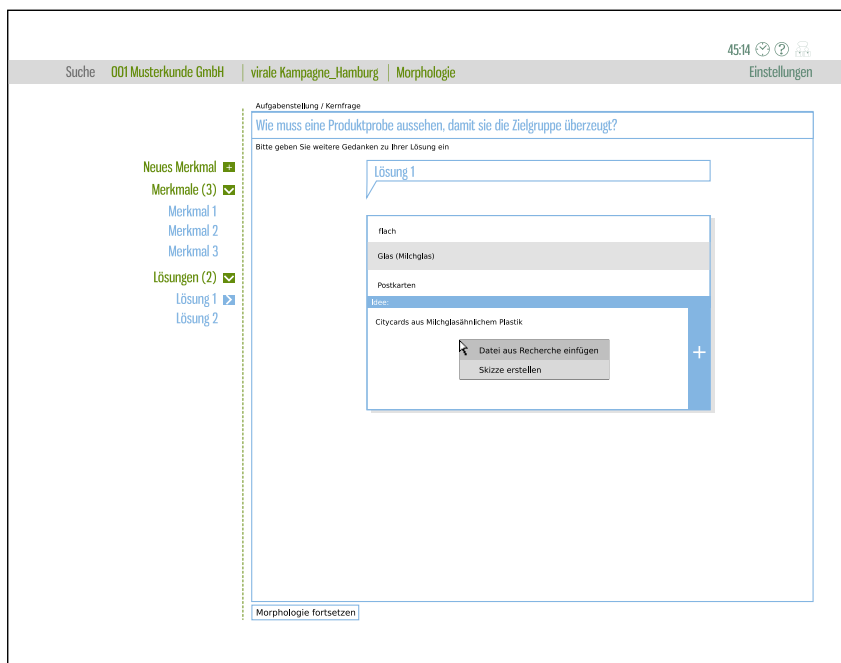 45:14
Suche 001 Musterkunde GmbH virale Kampagne_Hamburg Morphologie Einstellungen
Aufgabenstellung / Kernfrage
Wie muss eine Produktprobe aussehen, damit sie die Zielgruppe überzeugt?
Bitte geben Sie weitere Gedanken zu Ihrer Lösung ein
Neues Merkmal +
Merkmale (3)
Merkmal 1
Merkmal 2
Merkmal 3
Lösungen (2)
Lösung 1
Lösung 2
Lösung 1
flach
Glas (Milchglas)
Postkarten
Idee:
Citycards aus Milchglasähnlichem Plastik
Datei aus Recherche einfügen
Skizze erstellen
+
Morphologie fortsetzen